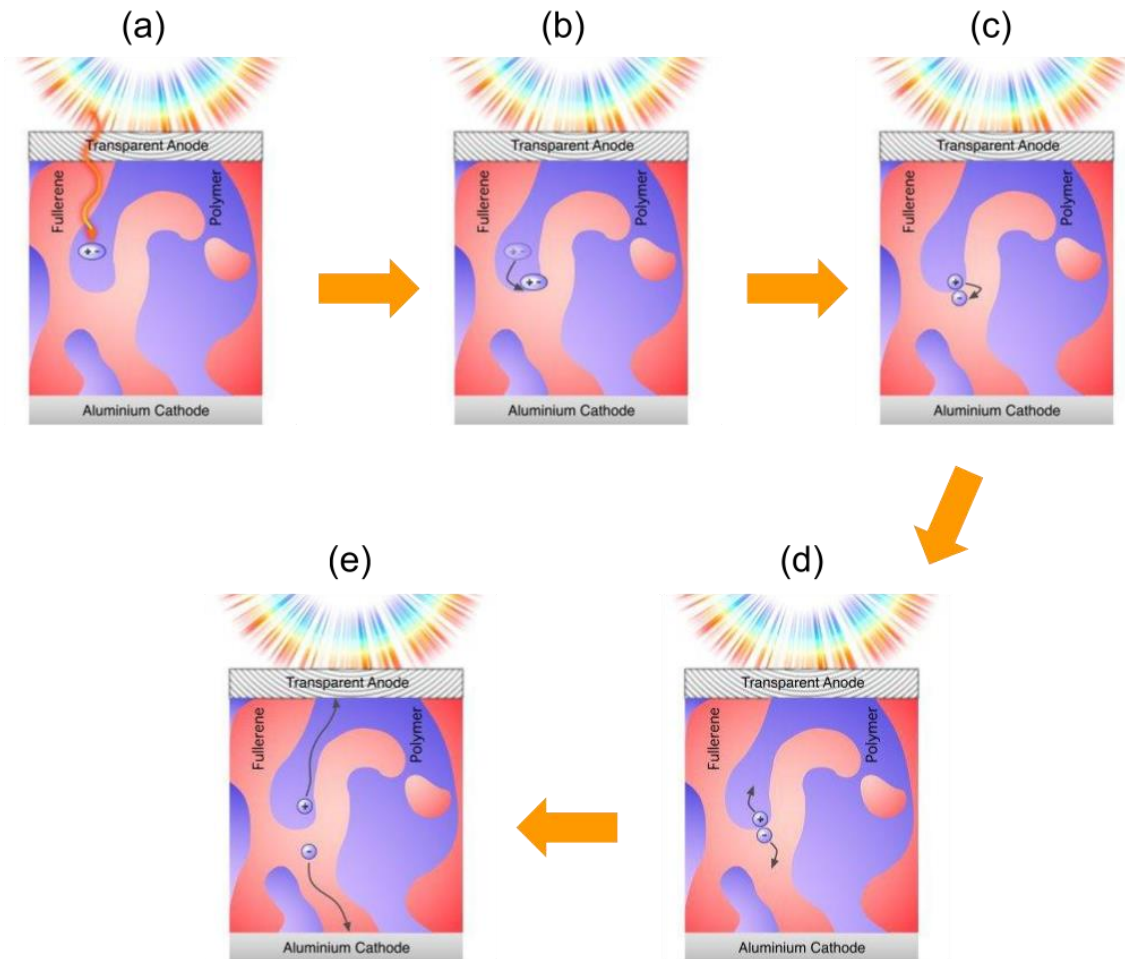 (a)
(b)
(c)
Transparent Anode
Fullerene
Polymer
+ -
Aluminium Cathode
Transparent Anode
Fullerene
Polymer
+ -
+ -
Aluminium Cathode
Transparent Anode
Fullerene
Polymer
+
-
Aluminium Cathode
(e)
(d)
Transparent Anode
Fullerene
Polymer
+
-
Aluminium Cathode
Transparent Anode
Fullerene
Polymer
+
-
Aluminium Cathode